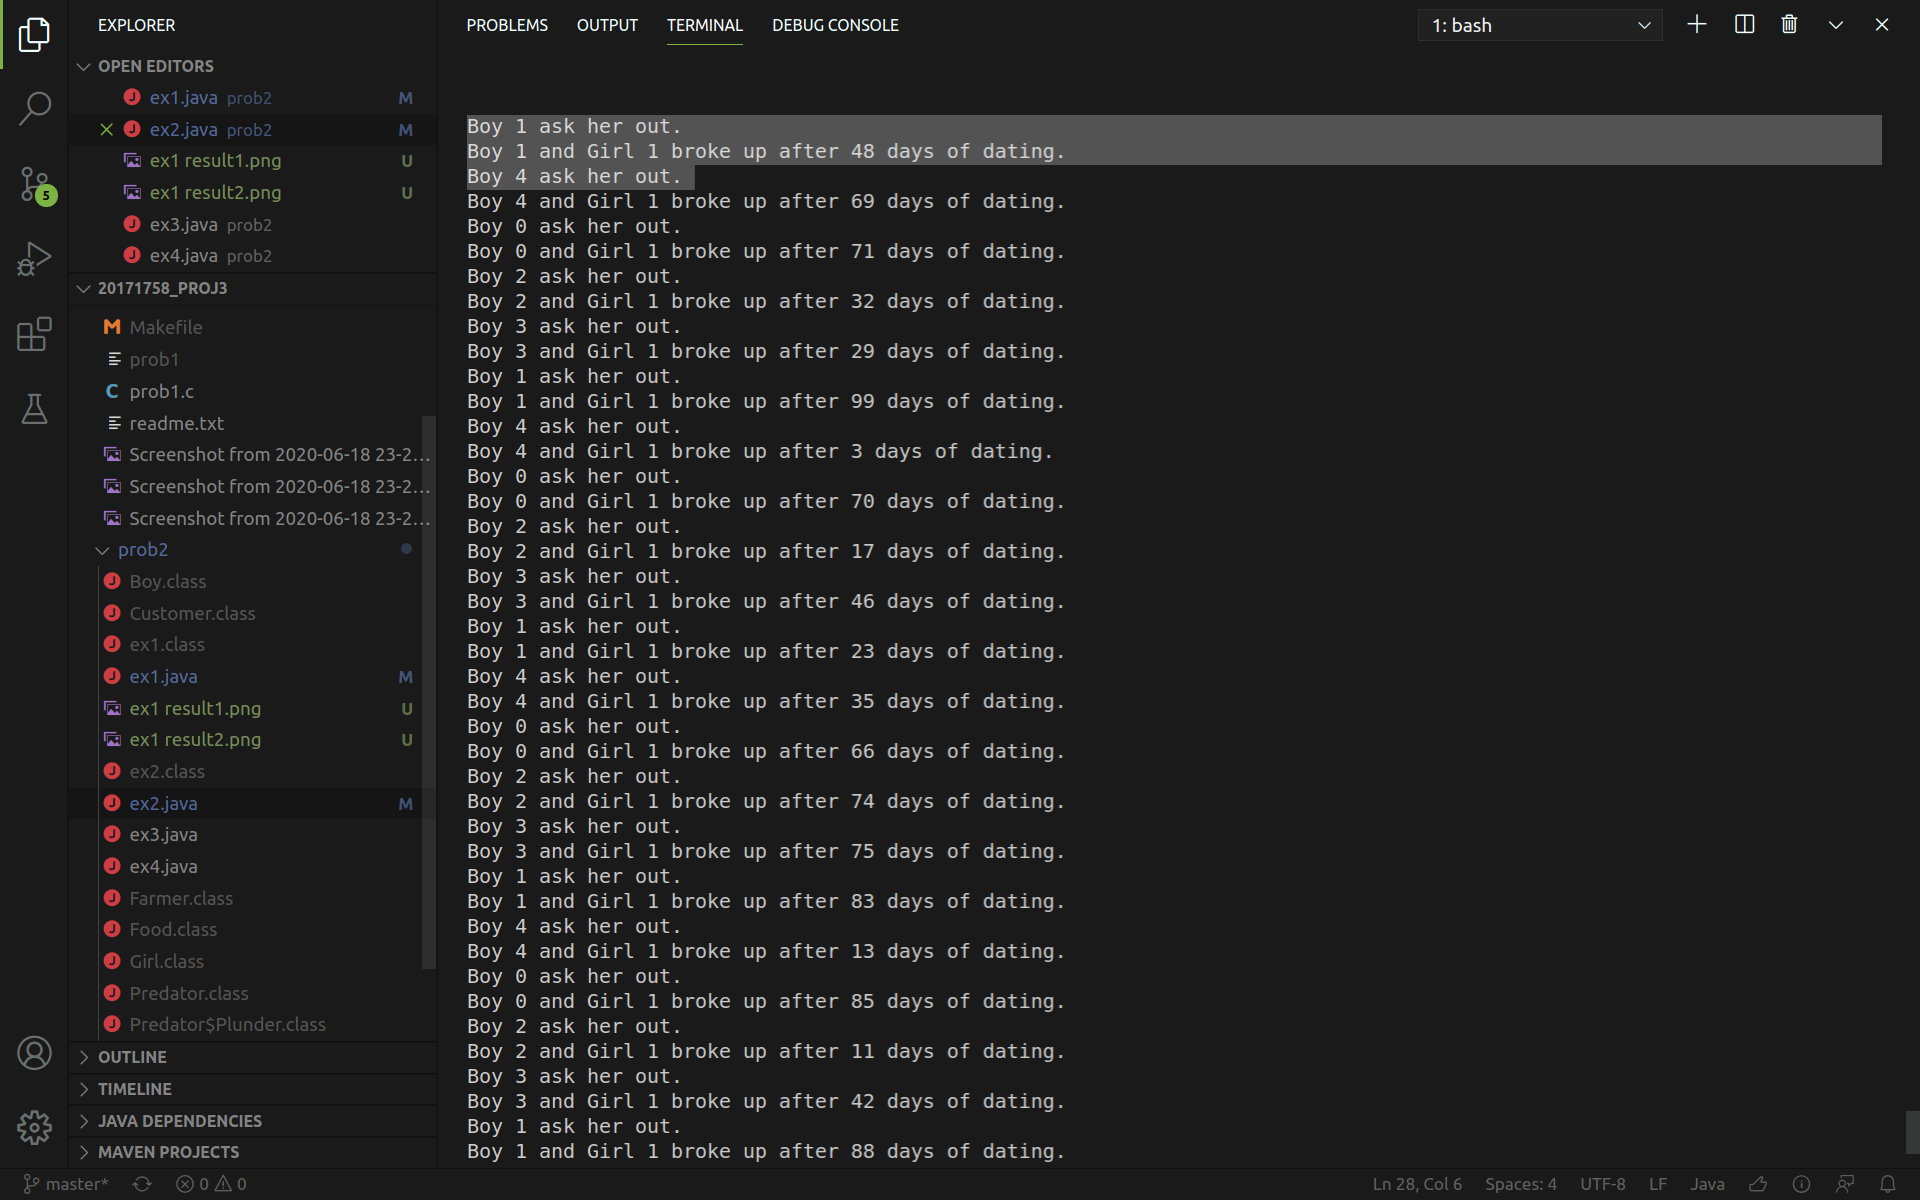 EXPLORER
OPEN EDITORS
ex1.java prob2 M
ex2.java prob2 M
ex1 result1.png U
ex1 result2.png U
ex3.java prob2
ex4.java prob2
5
20171758_PROJ3
Makefile
prob1
prob1.c
readme.txt
Screenshot from 2020-06-18 23-2...
Screenshot from 2020-06-18 23-2...
Screenshot from 2020-06-18 23-2...
prob2
Boy.class
Customer.class
ex1.class
ex1.java M
ex1 result1.png U
ex1 result2.png U
ex2.class
ex2.java M
ex3.java
ex4.java
Farmer.class
Food.class
Girl.class
Predator.class
Predator$Plunder.class
OUTLINE
TIMELINE
JAVA DEPENDENCIES
MAVEN PROJECTS
PROBLEMS OUTPUT TERMINAL DEBUG CONSOLE 1: bash
Boy 1 ask her out.
Boy 1 and Girl 1 broke up after 48 days of dating.
Boy 4 ask her out.
Boy 4 and Girl 1 broke up after 69 days of dating.
Boy 0 ask her out.
Boy 0 and Girl 1 broke up after 71 days of dating.
Boy 2 ask her out.
Boy 2 and Girl 1 broke up after 32 days of dating.
Boy 3 ask her out.
Boy 3 and Girl 1 broke up after 29 days of dating.
Boy 1 ask her out.
Boy 1 and Girl 1 broke up after 99 days of dating.
Boy 4 ask her out.
Boy 4 and Girl 1 broke up after 3 days of dating.
Boy 0 ask her out.
Boy 0 and Girl 1 broke up after 70 days of dating.
Boy 2 ask her out.
Boy 2 and Girl 1 broke up after 17 days of dating.
Boy 3 ask her out.
Boy 3 and Girl 1 broke up after 46 days of dating.
Boy 1 ask her out.
Boy 1 and Girl 1 broke up after 23 days of dating.
Boy 4 ask her out.
Boy 4 and Girl 1 broke up after 35 days of dating.
Boy 0 ask her out.
Boy 0 and Girl 1 broke up after 66 days of dating.
Boy 2 ask her out.
Boy 2 and Girl 1 broke up after 74 days of dating.
Boy 3 ask her out.
Boy 3 and Girl 1 broke up after 75 days of dating.
Boy 1 ask her out.
Boy 1 and Girl 1 broke up after 83 days of dating.
Boy 4 ask her out.
Boy 4 and Girl 1 broke up after 13 days of dating.
Boy 0 ask her out.
Boy 0 and Girl 1 broke up after 85 days of dating.
Boy 2 ask her out.
Boy 2 and Girl 1 broke up after 11 days of dating.
Boy 3 ask her out.
Boy 3 and Girl 1 broke up after 42 days of dating.
Boy 1 ask her out.
Boy 1 and Girl 1 broke up after 88 days of dating.
master* 0 0 Ln 28, Col 6 Spaces: 4 UTF-8 LF Java